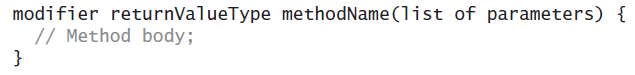 modifier returnValueType methodName(list of parameters) {
  // Method body;
}